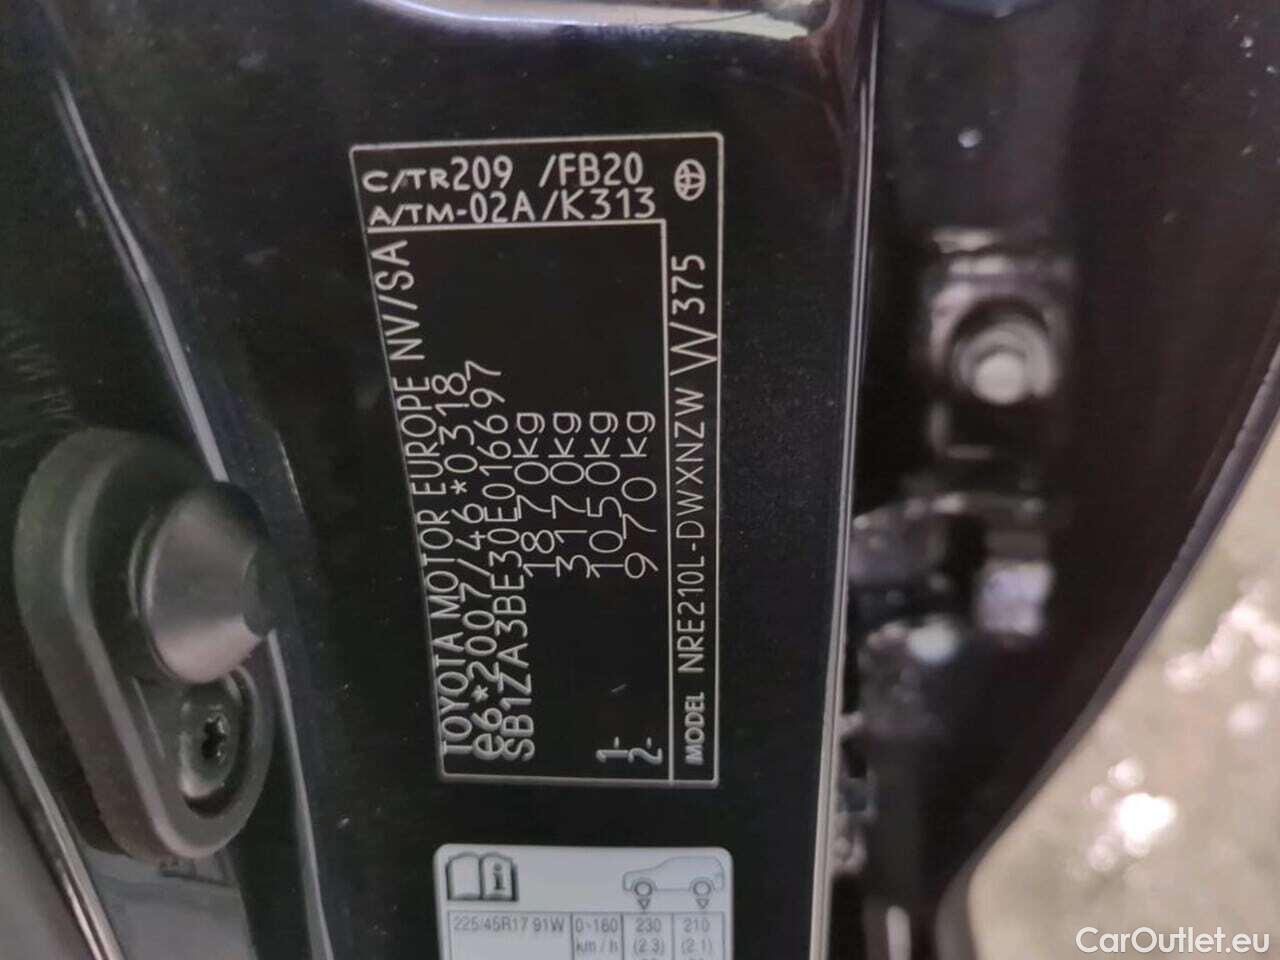 C/TR209 /FB20
A/TM-02A/K313
TOYOTA MOTOR EUROPE NV/SA
e6*2007/46*0318
SB1ZA3BE30E016697
1870kg
3170kg
1- 1050kg
2- 970kg
MODEL NRE210L-DWXNZW W375
i
225/45R17 91W 0-160 km/h 230 (2.3) 210 (2.1)
CarOutlet.eu